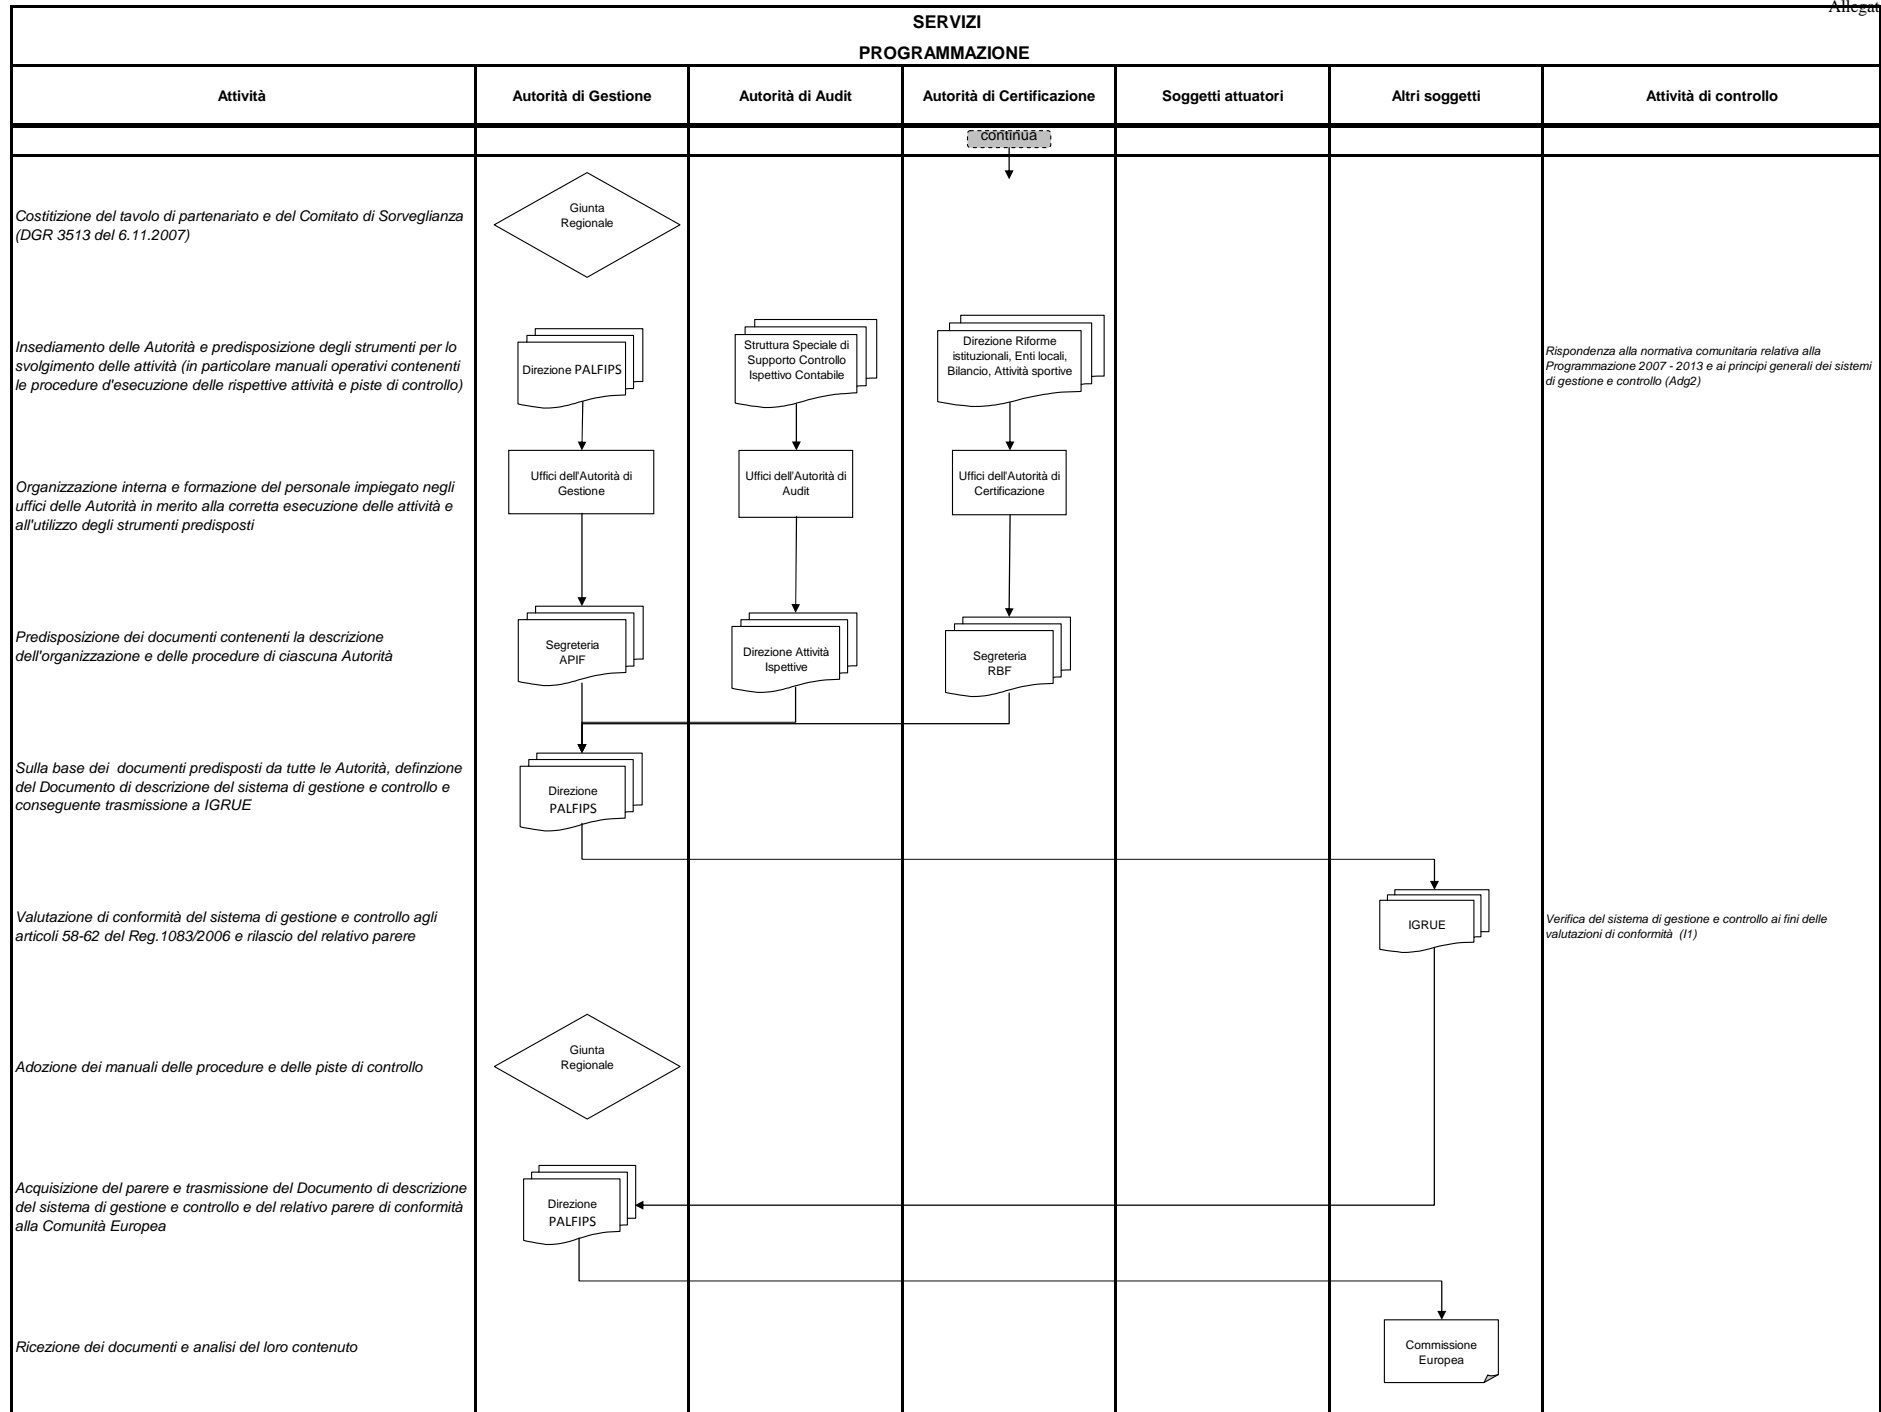 Allegat
SERVIZI
PROGRAMMAZIONE
Attività
Autorità di Gestione
Autorità di Audit
Autorità di Certificazione
Soggetti attuatori
Altri soggetti
Attività di controllo
continua
Costitizione del tavolo di partenariato e del Comitato di Sorveglianza
(DGR 3513 del 6.11.2007)
Giunta
Regionale
Insediamento delle Autorità e predisposizione degli strumenti per lo
svolgimento delle attività (in particolare manuali operativi contenenti
le procedure d'esecuzione delle rispettive attività e piste di controllo)
Direzione PALFIPS
Struttura Speciale di
Supporto Controllo
Ispettivo Contabile
Direzione Riforme
istituzionali, Enti locali,
Bilancio, Attività sportive
Rispondenza alla normativa comunitaria relativa alla
Programmazione 2007 - 2013 e ai principi generali dei sistemi
di gestione e controllo (Adg2)
Organizzazione interna e formazione del personale impiegato negli
uffici delle Autorità in merito alla corretta esecuzione delle attività e
all'utilizzo degli strumenti predisposti
Uffici dell'Autorità di
Gestione
Uffici dell'Autorità di
Audit
Uffici dell'Autorità di
Certificazione
Predisposizione dei documenti contenenti la descrizione
dell'organizzazione e delle procedure di ciascuna Autorità
Segreteria
APIF
Direzione Attività
Ispettive
Segreteria
RBF
Sulla base dei  documenti predisposti da tutte le Autorità, definzione
del Documento di descrizione del sistema di gestione e controllo e
conseguente trasmissione a IGRUE
Direzione
PALFIPS
Valutazione di conformità del sistema di gestione e controllo agli
articoli 58-62 del Reg.1083/2006 e rilascio del relativo parere
IGRUE
Verifica del sistema di gestione e controllo ai fini delle
valutazioni di conformità  (I1)
Adozione dei manuali delle procedure e delle piste di controllo
Giunta
Regionale
Acquisizione del parere e trasmissione del Documento di descrizione
del sistema di gestione e controllo e del relativo parere di conformità
alla Comunità Europea
Direzione
PALFIPS
Ricezione dei documenti e analisi del loro contenuto
Commissione
Europea